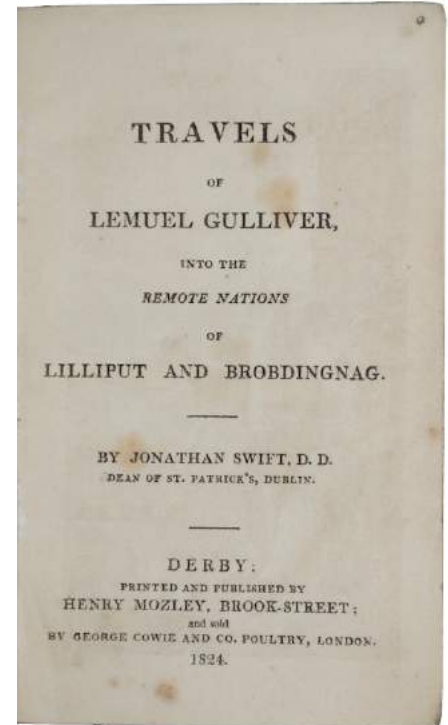 TRAVELS
OF
LEMUEL GULLIVER,
INTO THE
REMOTE NATIONS
OF
LILLIPUT AND BROBDINGNAG.
BY JONATHAN SWIFT, D. D.
DEAN OF ST. PATRICK'S, DUBLIN.
DERBY:
PRINTED AND PUBLISHED BY
HENRY MOZLEY, BROOK-STREET;
and sold
BY GEORGE COWIE AND CO. POULTRY, LONDON.
1824.